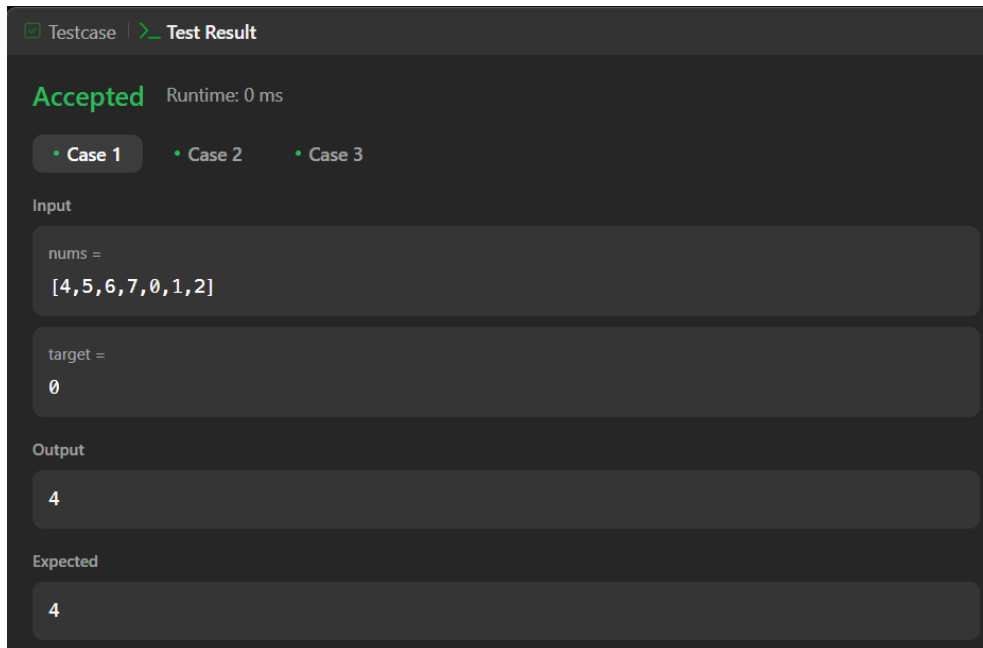 Testcase | >_ Test Result
Accepted Runtime: 0 ms
• Case 1 • Case 2 • Case 3
Input
nums =
[4,5,6,7,0,1,2]
target =
0
Output
4
Expected
4